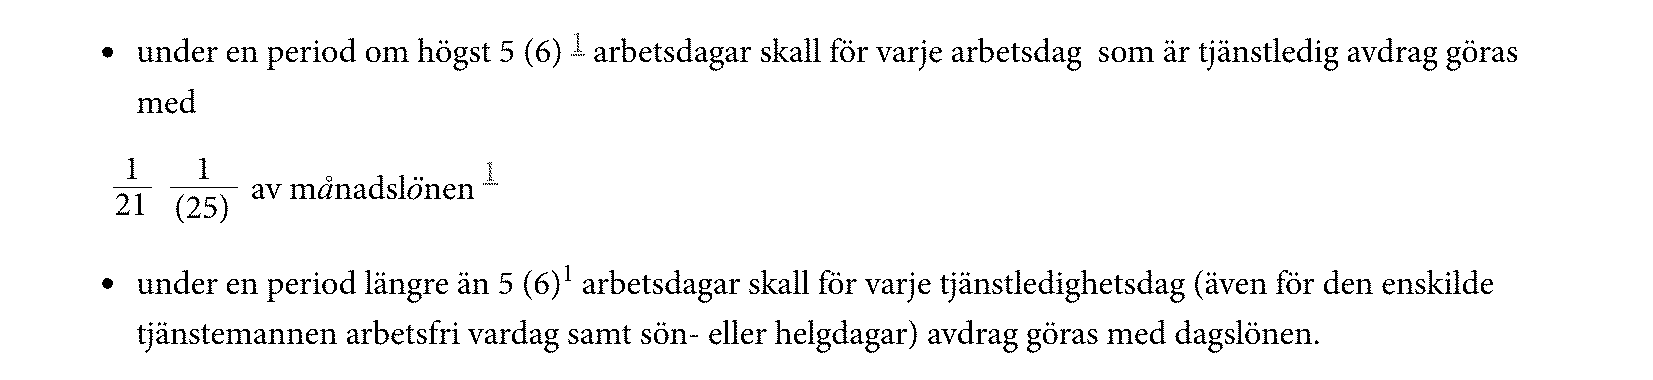 • under en period om högst 5 (6) 1 arbetsdagar skall för varje arbetsdag som är tjänstledig avdrag göras
med
1/21 1/(25) av månadslönen 1
• under en period längre än 5 (6)1 arbetsdagar skall för varje tjänstledighetsdag (även för den enskilde
tjänstemannen arbetsfri vardag samt sön- eller helgdagar) avdrag göras med dagslönen.